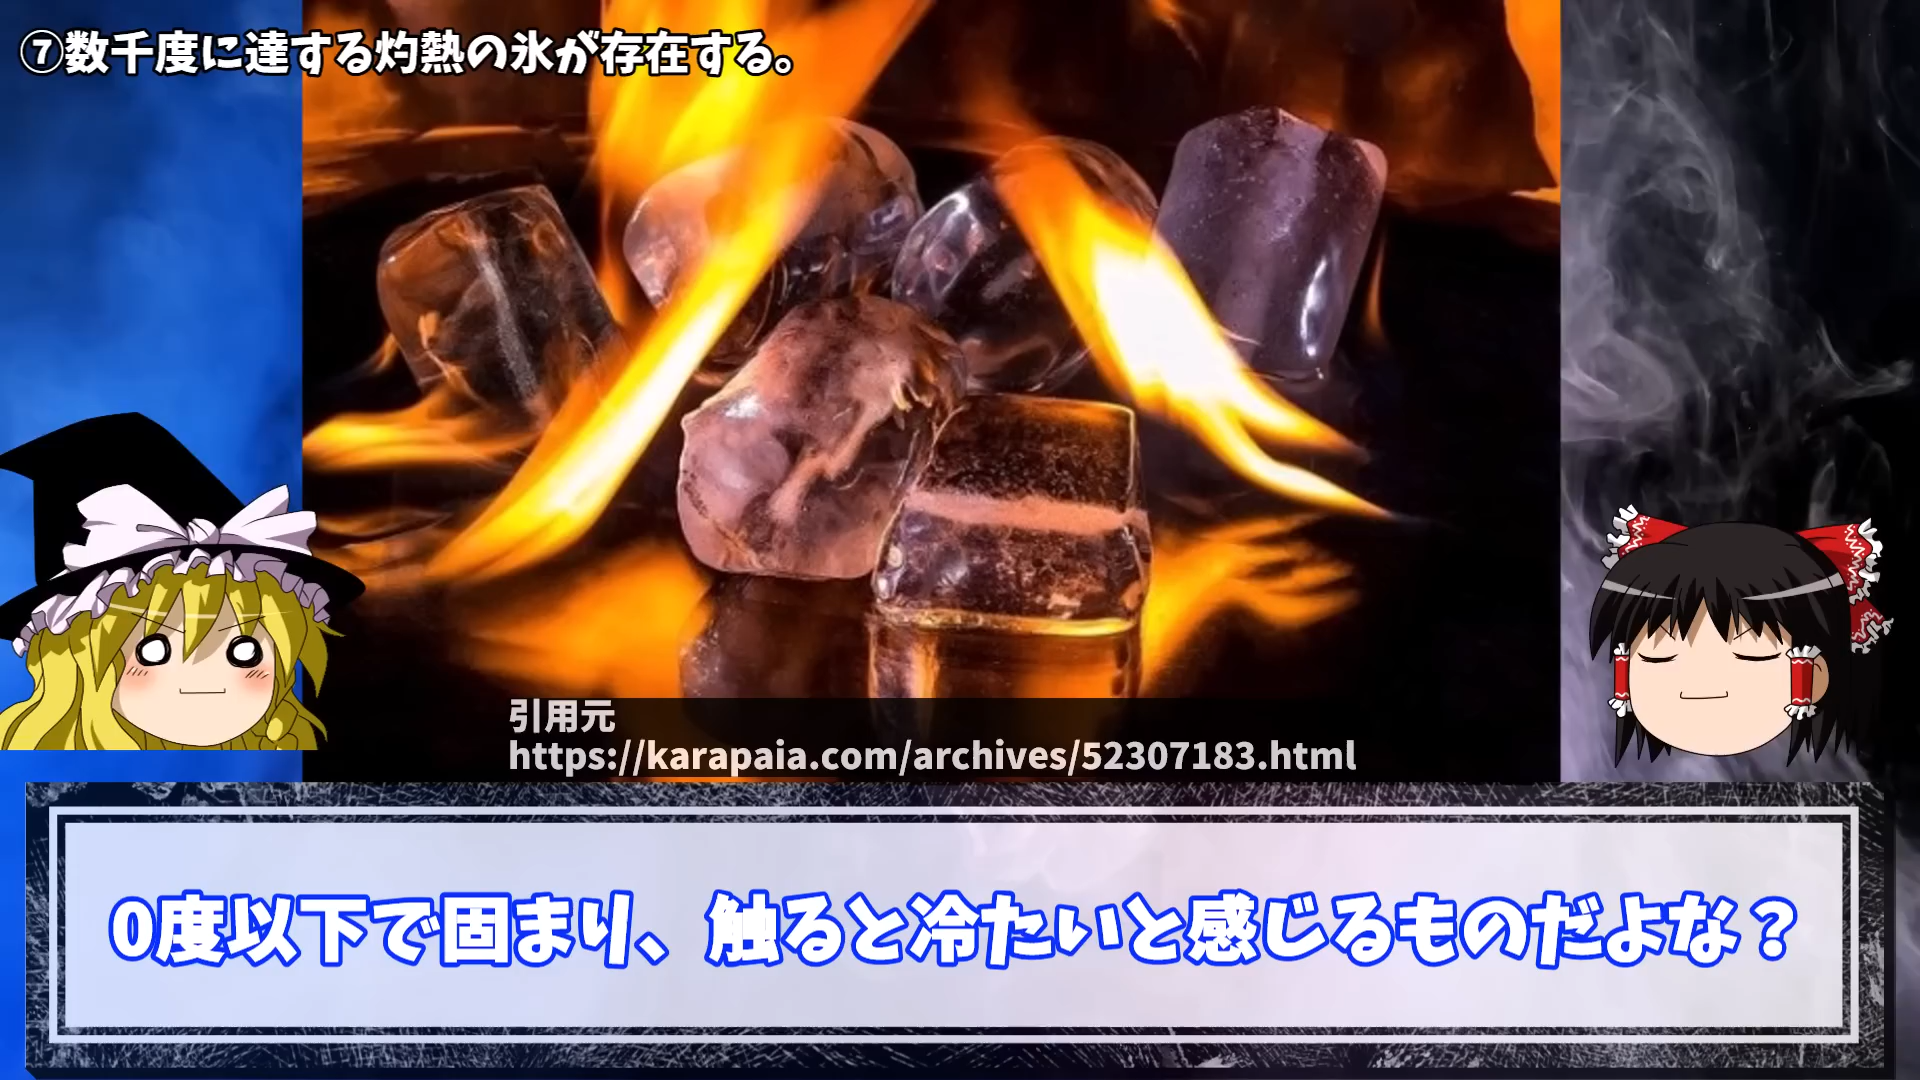 ⑦数千度に達する灼熱の氷が存在する。
引用元
https://karapaia.com/archives/52307183.html
0度以下で固まり、触ると冷たいと感じるものだよな？